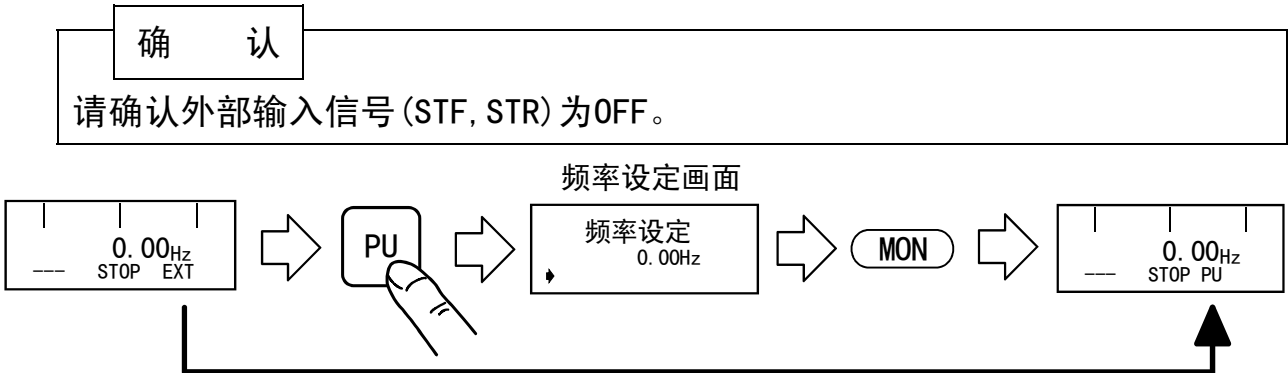 确　认
请确认外部输入信号(STF,STR)为OFF。
频率设定画面
0.00Hz
--- STOP EXT
PU
频率设定
0.00Hz
MON
0.00Hz
--- STOP PU